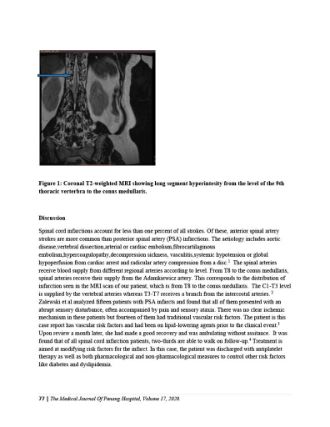 Figure 1: Coronal T2-weighted MRI showing long segment hyperintesity from the level of the 9th
thoracic verterbra to the conus medullaris.
Discussion
Spinal cord infarctions account for less than one percent of all strokes. Of these, anterior spinal artery
strokes are more common than posterior spinal artery (PSA) infarctions. The aetiology includes aortic
disease,vertebral dissection,arterial or cardiac embolism,fibrocartilaginous
embolism,hypercoagulopathy,decompression sickness, vasculitis,systemic hypotension or global
hypoperfusion from cardiac arrest and radicular artery compression from a disc.1 The spinal arteries
receive blood supply from different regional arteries according to level. From T8 to the conus medullaris,
spinal arteries receive their supply from the Adamkiewicz artery. This corresponds to the distribution of
infarction seen in the MRI scan of our patient, which is from T8 to the conus medullaris. The C1-T3 level
is supplied by the vertebral arteries whereas T3-T7 receives a branch from the intercostal arteries. 2
Zalewski et al analyzed fifteen patients with PSA infarcts and found that all of them presented with an
abrupt sensory disturbance, often accompanied by pain and sensory ataxia. There was no clear ischemic
mechanism in these patients but fourteen of them had traditional vascular risk factors. The patient is this
case report has vascular risk factors and had been on lipid-lowering agents prior to the clinical event.3
Upon review a month later, she had made a good recovery and was ambulating without assistance. It was
found that of all spinal cord infarction patients, two-thirds are able to walk on follow-up.4 Treatment is
aimed at modifying risk factors for the infarct. In this case, the patient was discharged with antiplatelet
therapy as well as both pharmacological and non-pharmacological measures to control other risk factors
like diabetes and dyslipidemia.
| The Medical Journal Of Penang Hospital, Volume 17, 2020.